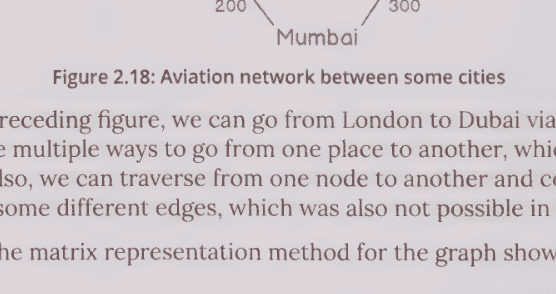 200 300
Mumbai
Figure 2.18: Aviation network between some cities
receding figure, we can go from London to Dubai via
e multiple ways to go from one place to another, whic
lso, we can traverse from one node to another and c
some different edges, which was also not possible in
he matrix representation method for the graph show